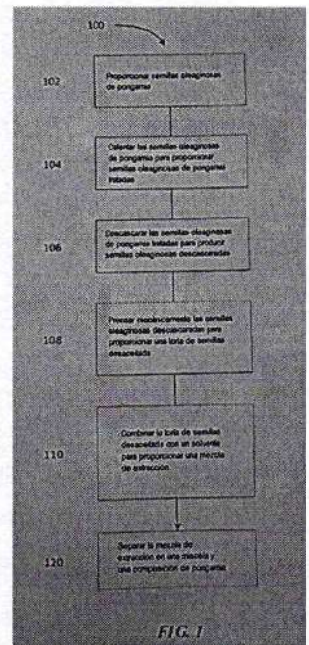 100
102
Proporcionar semillas oleaginosas
de pongamia
104
Calentar las semillas oleaginosas
de pongamia para proporcionar
semillas oleaginosas de pongamia
tratadas
106
Descascarar las semillas oleaginosas
de pongamia tratadas para producir
semillas oleaginosas descascaradas
108
Prensar mecánicamente las semillas
oleaginosas descascaradas para
proporcionar una torta de semillas
desaceitada
110
Combinar la torta de semillas
desaceitada con un solvente
para proporcionar una mezcla
de extracción
120
Separar la mezcla de
extracción en una miscela y
una composición de pongamia
FIG. 1